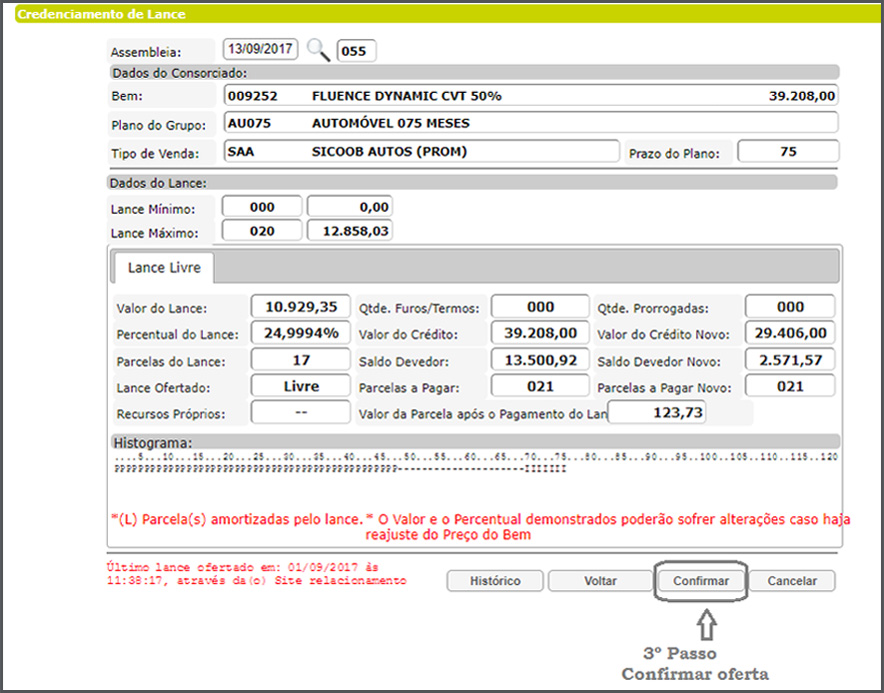 Credenciamento de Lance
Assembleia: 13/09/2017 055
Dados do Consorciado:
Bem: 009252 FLUENCE DYNAMIC CVT 50% 39.208,00
Plano do Grupo: AU075 AUTOMÓVEL 075 MESES
Tipo de Venda: SAA SICOOB AUTOS (PROM) Prazo do Plano: 75
Dados do Lance:
Lance Mínimo: 000 0,00
Lance Máximo: 020 12.858,03
Lance Livre
Valor do Lance: 10.929,35 Qtde. Furos/Termos: 000 Qtde. Prorrogadas: 000
Percentual do Lance: 24,9994% Valor do Crédito: 39.208,00 Valor do Crédito Novo: 29.406,00
Parcelas do Lance: 17 Saldo Devedor: 13.500,92 Saldo Devedor Novo: 2.571,57
Lance Ofertado: Livre Parcelas a Pagar: 021 Parcelas a Pagar Novo: 021
Recursos Próprios: -- Valor da Parcela após o Pagamento do Lan 123,73
Histograma:
....5...10...15...20...25...30...35...40...45...50...55...60...65...70...75...80...85...90...95..100..105..110..115..120
*(L) Parcela(s) amortizadas pelo lance.* O Valor e o Percentual demonstrados poderão sofrer alterações caso haja
reajuste do Preço do Bem
Último lance ofertado em: 01/09/2017 às
11:38:17, através da(o) Site relacionamento
Histórico Voltar Confirmar Cancelar
3º Passo
Confirmar oferta